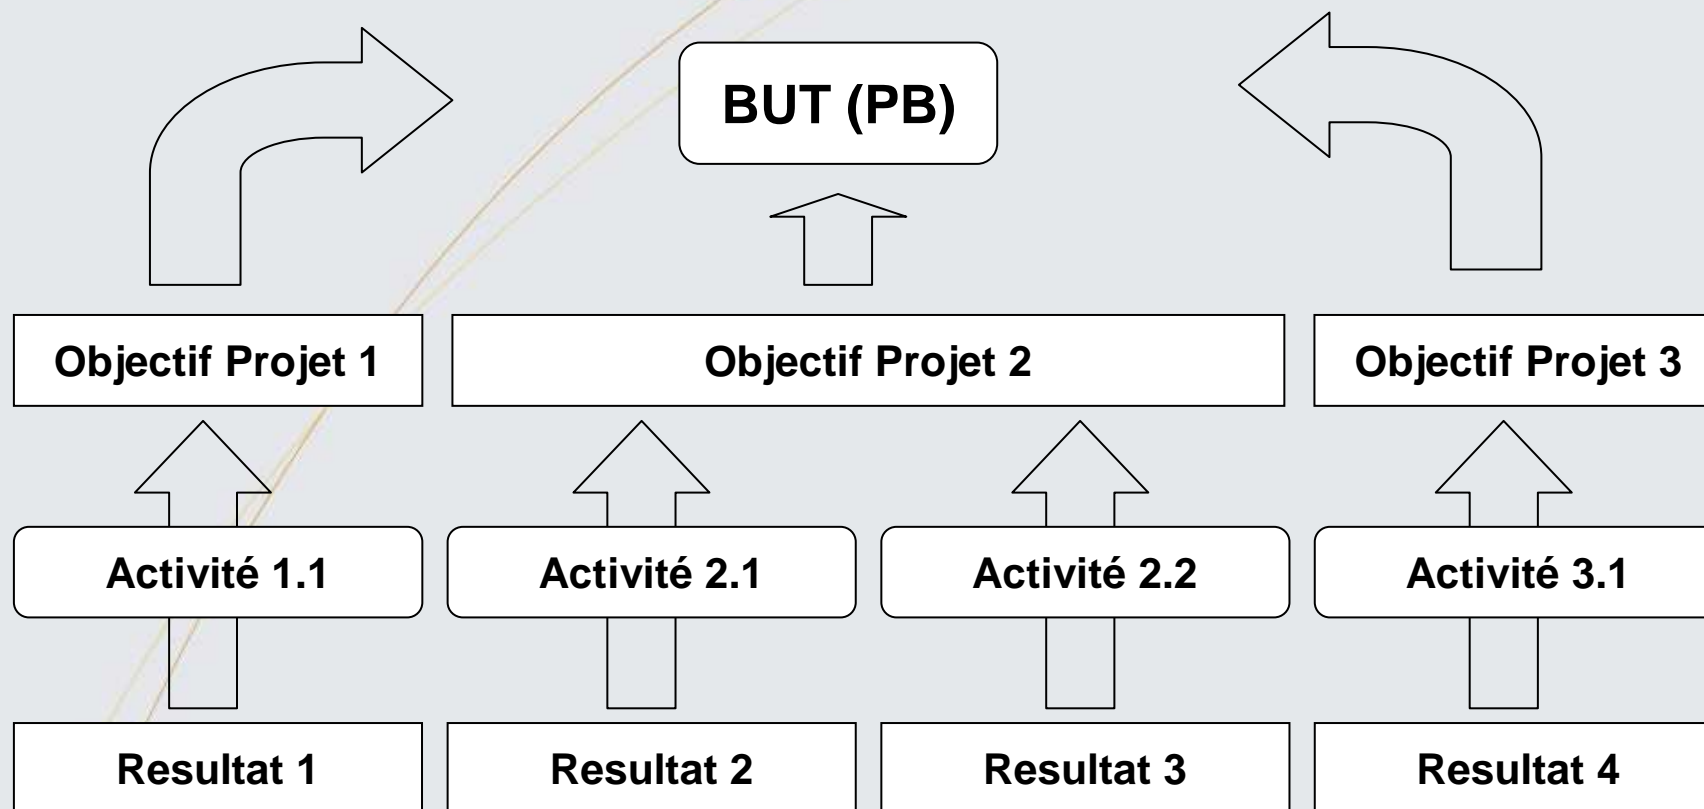 BUT (PB)
Objectif Projet 1
Objectif Projet 2
Objectif Projet 3
Activité 1.1
Activité 2.1
Activité 2.2
Activité 3.1
Resultat 1
Resultat 2
Resultat 3
Resultat 4